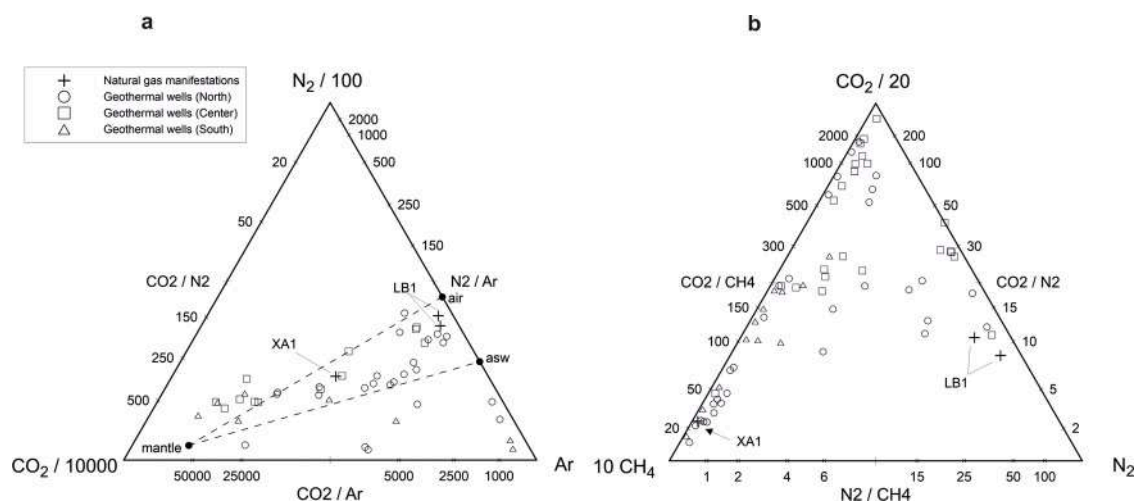 a
b
Natural gas manifestations
Geothermal wells (North)
Geothermal wells (Center)
Geothermal wells (South)
N2 / 100
2000
1000
500
250
150
20
50
150
250
500
CO2 / N2
N2 / Ar
LB1
air
XA1
asw
mantle
CO2 / 10000
Ar
50000 25000 5000 2500 1000
CO2 / Ar
CO2 / 20
2000
1000
500
300
150
100
50
20
200
100
50
30
15
10
5
2
CO2 / CH4
CO2 / N2
LB1
XA1
10 CH4
N2
1 2 4 6 15 25 50 100
N2 / CH4